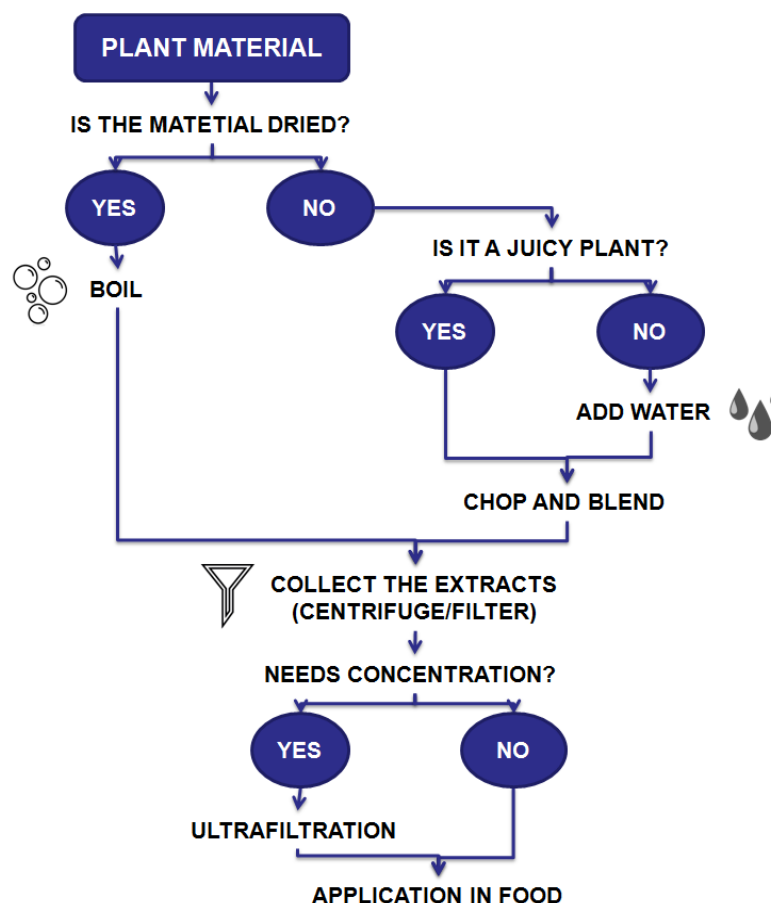 PLANT MATERIAL
IS THE MATETIAL DRIED?
YES
NO
IS IT A JUICY PLANT?
BOIL
YES
NO
ADD WATER
CHOP AND BLEND
COLLECT THE EXTRACTS
(CENTRIFUGE/FILTER)
NEEDS CONCENTRATION?
YES
NO
ULTRAFILTRATION
APPLICATION IN FOOD